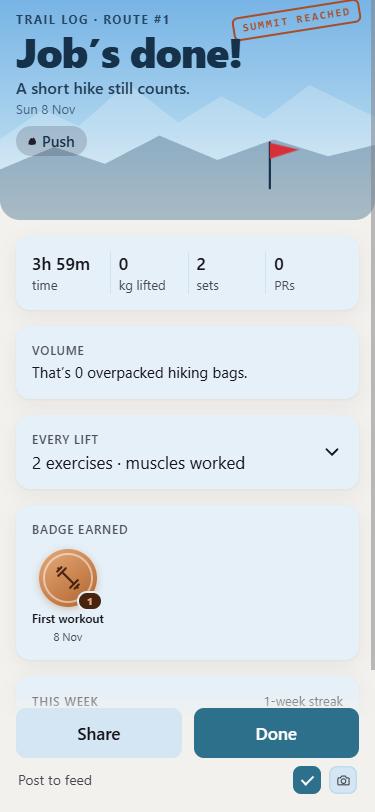 TRAIL LOG · ROUTE #1
SUMMIT REACHED
Job's done!
A short hike still counts.
Sun 8 Nov
Push
3h 59m
time
0
kg lifted
2
sets
0
PRs
VOLUME
That's 0 overpacked hiking bags.
EVERY LIFT
2 exercises · muscles worked
BADGE EARNED
1
First workout
8 Nov
THIS WEEK
1-week streak
Share
Done
Post to feed